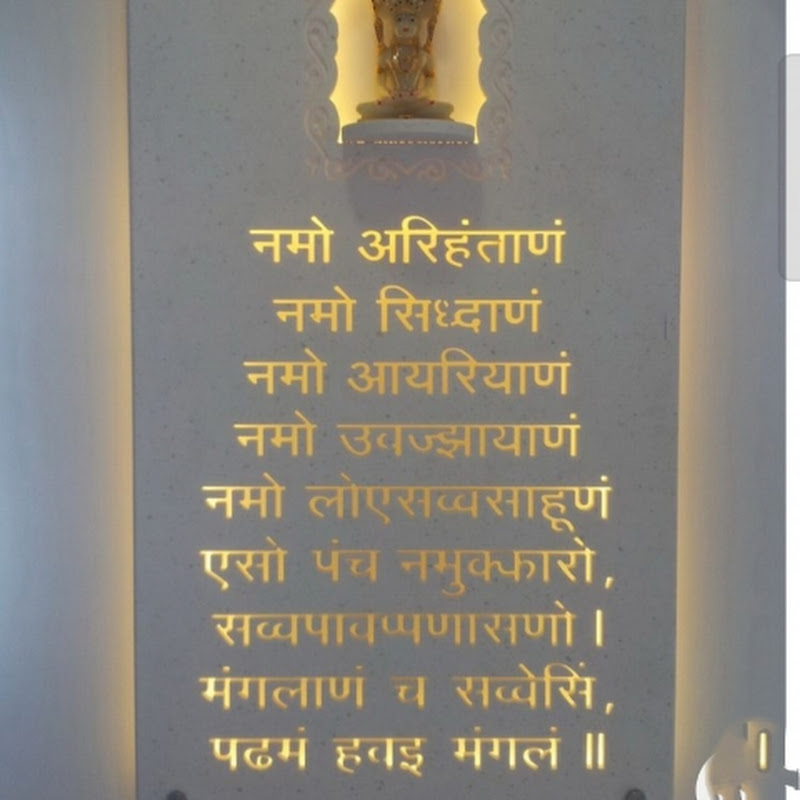 नमो अरिहंताणं
नमो सिध्दाणं
नमो आयरियाणं
नमो उवज्झायाणं
नमो लोएसव्वसाहूणं
एसो पंच नमुक्कारो,
सव्वपावप्पणासणो।
मंगलाणं च सव्वेसिं,
पढमं हवइ मंगलं॥